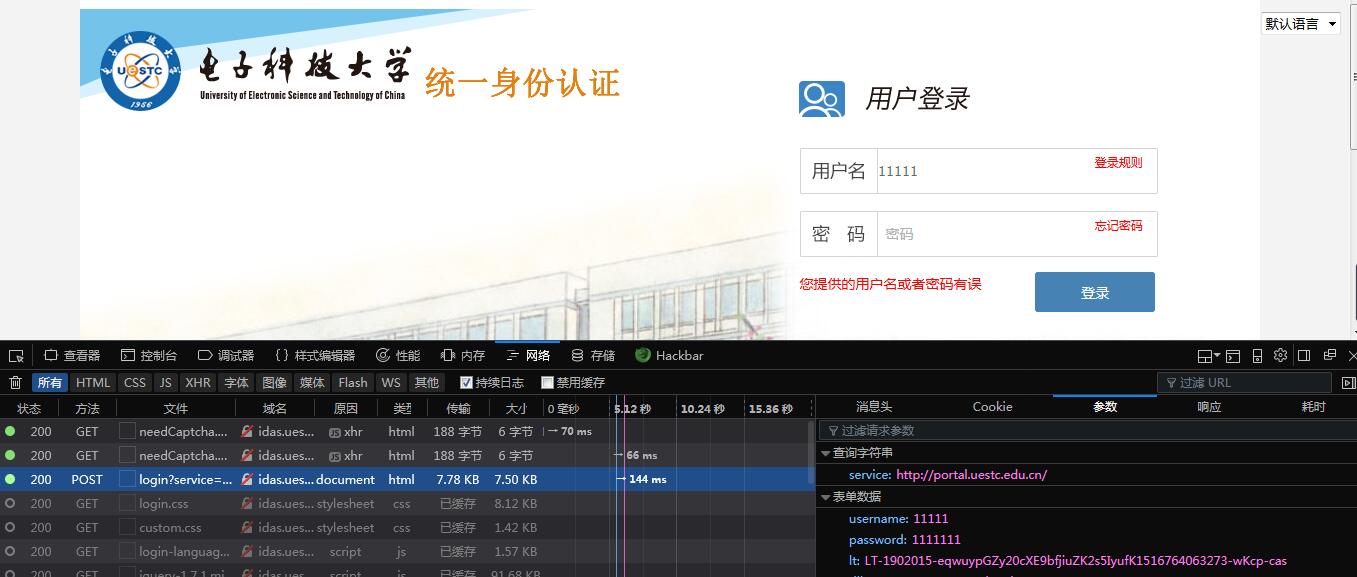 默认语言
电子科技大学
UESTC
1956
电子科技大学
University of Electronic Science and Technology of China
统一身份认证
用户登录
用户名 11111 登录规则
密 码 密码 忘记密码
您提供的用户名或者密码有误 登录
查看器 控制台 调试器 {} 样式编辑器 性能 内存 网络 存储 Hackbar
所有 HTML CSS JS XHR 字体 图像 媒体 Flash WS 其他 持续日志 禁用缓存 过滤 URL
状态 方法 文件 域名 原因 类型 传输 大小 0 毫秒 5.12 秒 10.24 秒 15.36 秒 消息头 Cookie 参数 响应 耗时
200 GET needCaptcha.... idas.ues... JS xhr html 188 字节 6 字节 → 70 ms 过滤请求参数
200 GET needCaptcha.... idas.ues... JS xhr html 188 字节 6 字节 → 66 ms 查询字符串
200 POST login?service=... idas.ues... document html 7.78 KB 7.50 KB → 144 ms service: http://portal.uestc.edu.cn/
200 GET login.css idas.ues... stylesheet css 已缓存 8.12 KB 表单数据
200 GET custom.css idas.ues... stylesheet css 已缓存 1.42 KB username: 11111
password: 1111111
200 GET login-languag... idas.ues... script js 已缓存 1.57 KB lt: LT-1902015-eqwuypGZy20cXE9bfjiuZK2s5IyufK1516764063273-wKcp-cas
200 GET jquery-1.7.1.mi... idas.ues... script js 已缓存 91.68 KB